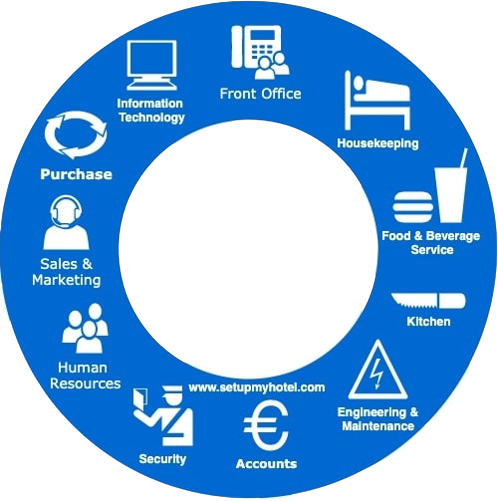 Front Office
Housekeeping
Food & Beverage
Service
Kitchen
Engineering &
Maintenance
Accounts
Security
Human
Resources
Sales &
Marketing
Purchase
Information
Technology
www.setupmyhotel.com